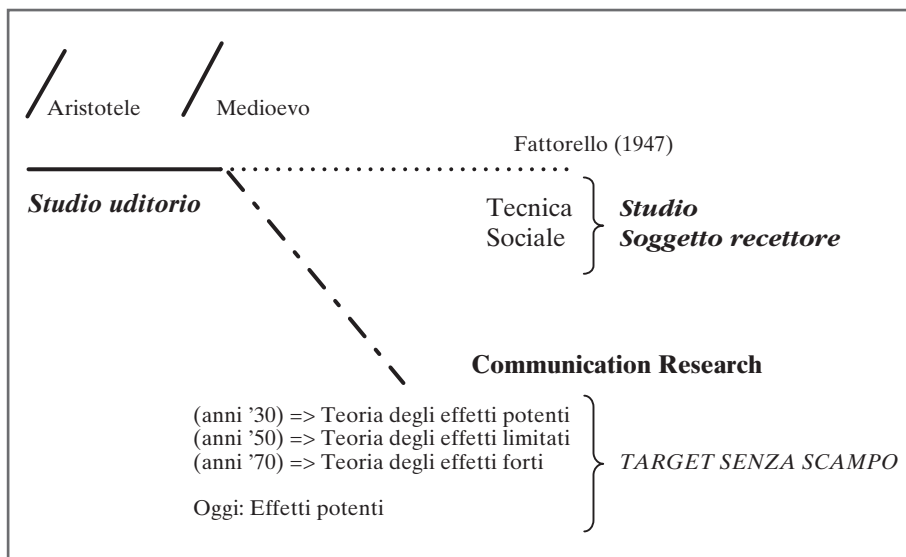 Aristotele
Medioevo
Fattorello (1947)
Studio uditorio
Tecnica
Sociale
Studio
Soggetto recettore
Communication Research
(anni ’30) => Teoria degli effetti potenti
(anni ’50) => Teoria degli effetti limitati
(anni ’70) => Teoria degli effetti forti
TARGET SENZA SCAMPO
Oggi: Effetti potenti